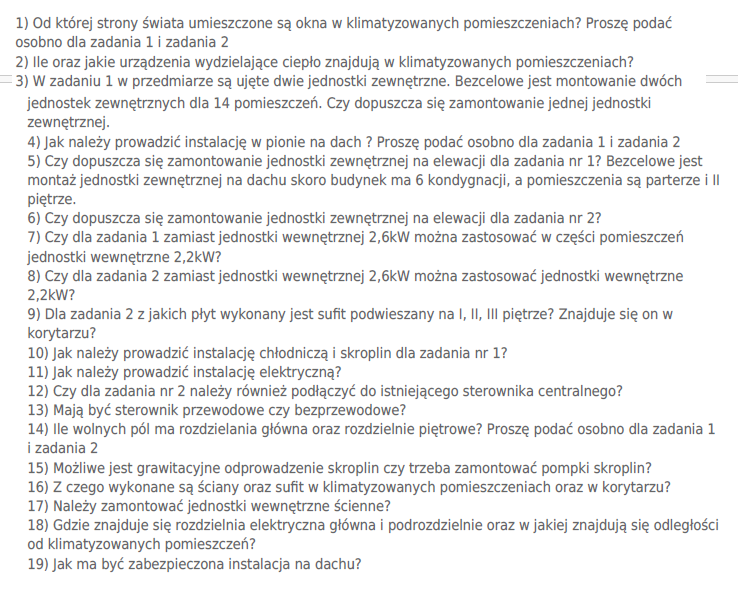 1) Od której strony świata umieszczone są okna w klimatyzowanych pomieszczeniach? Proszę podać
osobno dla zadania 1 i zadania 2
2) Ile oraz jakie urządzenia wydzielające ciepło znajdują w klimatyzowanych pomieszczeniach?
3) W zadaniu 1 w przedmiarze są ujęte dwie jednostki zewnętrzne. Bezcelowe jest montowanie dwóch
jednostek zewnętrznych dla 14 pomieszczeń. Czy dopuszcza się zamontowanie jednej jednostki
zewnętrznej.
4) Jak należy prowadzić instalację w pionie na dach ? Proszę podać osobno dla zadania 1 i zadania 2
5) Czy dopuszcza się zamontowanie jednostki zewnętrznej na elewacji dla zadania nr 1? Bezcelowe jest
montaż jednostki zewnętrznej na dachu skoro budynek ma 6 kondygnacji, a pomieszczenia są parterze i II
piętrze.
6) Czy dopuszcza się zamontowanie jednostki zewnętrznej na elewacji dla zadania nr 2?
7) Czy dla zadania 1 zamiast jednostki wewnętrznej 2,6kW można zastosować w części pomieszczeń
jednostki wewnętrzne 2,2kW?
8) Czy dla zadania 2 zamiast jednostki wewnętrznej 2,6kW można zastosować jednostki wewnętrzne
2,2kW?
9) Dla zadania 2 z jakich płyt wykonany jest sufit podwieszany na I, II, III piętrze? Znajduje się on w
korytarzu?
10) Jak należy prowadzić instalację chłodniczą i skroplin dla zadania nr 1?
11) Jak należy prowadzić instalację elektryczną?
12) Czy dla zadania nr 2 należy również podłączyć do istniejącego sterownika centralnego?
13) Mają być sterownik przewodowe czy bezprzewodowe?
14) Ile wolnych pól ma rozdzielania główna oraz rozdzielnie piętrowe? Proszę podać osobno dla zadania 1
i zadania 2
15) Możliwe jest grawitacyjne odprowadzenie skroplin czy trzeba zamontować pompki skroplin?
16) Z czego wykonane są ściany oraz sufit w klimatyzowanych pomieszczeniach oraz w korytarzu?
17) Należy zamontować jednostki wewnętrzne ścienne?
18) Gdzie znajduje się rozdzielnia elektryczna główna i podrozdzielnie oraz w jakiej znajdują się odległości
od klimatyzowanych pomieszczeń?
19) Jak ma być zabezpieczona instalacja na dachu?